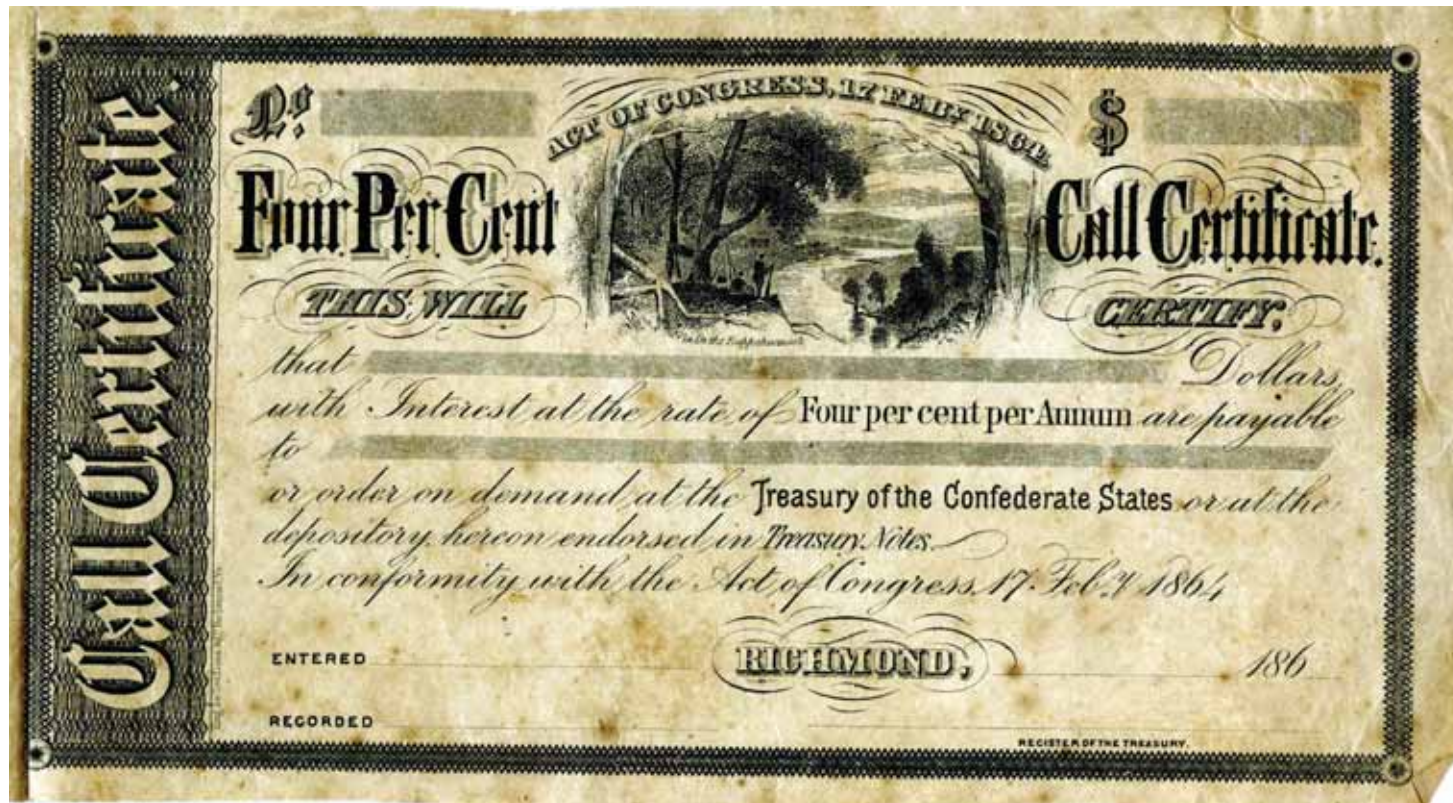 Call Certificate.
No. $
ACT OF CONGRESS, 17 FEBY 1864.
Four Per Cent Call Certificate.
THIS WILL CERTIFY,
that Dollars,
with Interest at the rate of Four per cent per Annum are payable
to
or order on demand at the Treasury of the Confederate States or at the
depository hereon endorsed in Treasury Notes.
In conformity with the Act of Congress, 17. Feby. 1864
ENTERED RICHMOND, 186
RECORDED
REGISTER OF THE TREASURY.